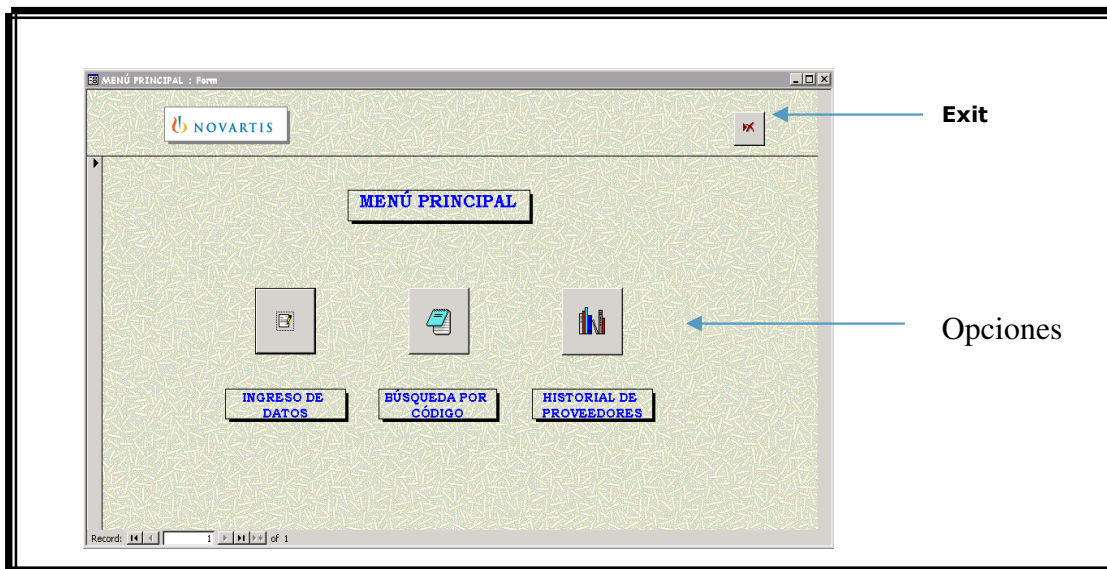 MENÚ PRINCIPAL : Form
NOVARTIS
Exit
MENÚ PRINCIPAL
Opciones
INGRESO DE
DATOS
BÚSQUEDA POR
CÓDIGO
HISTORIAL DE
PROVEEDORES
Record: 1 of 1